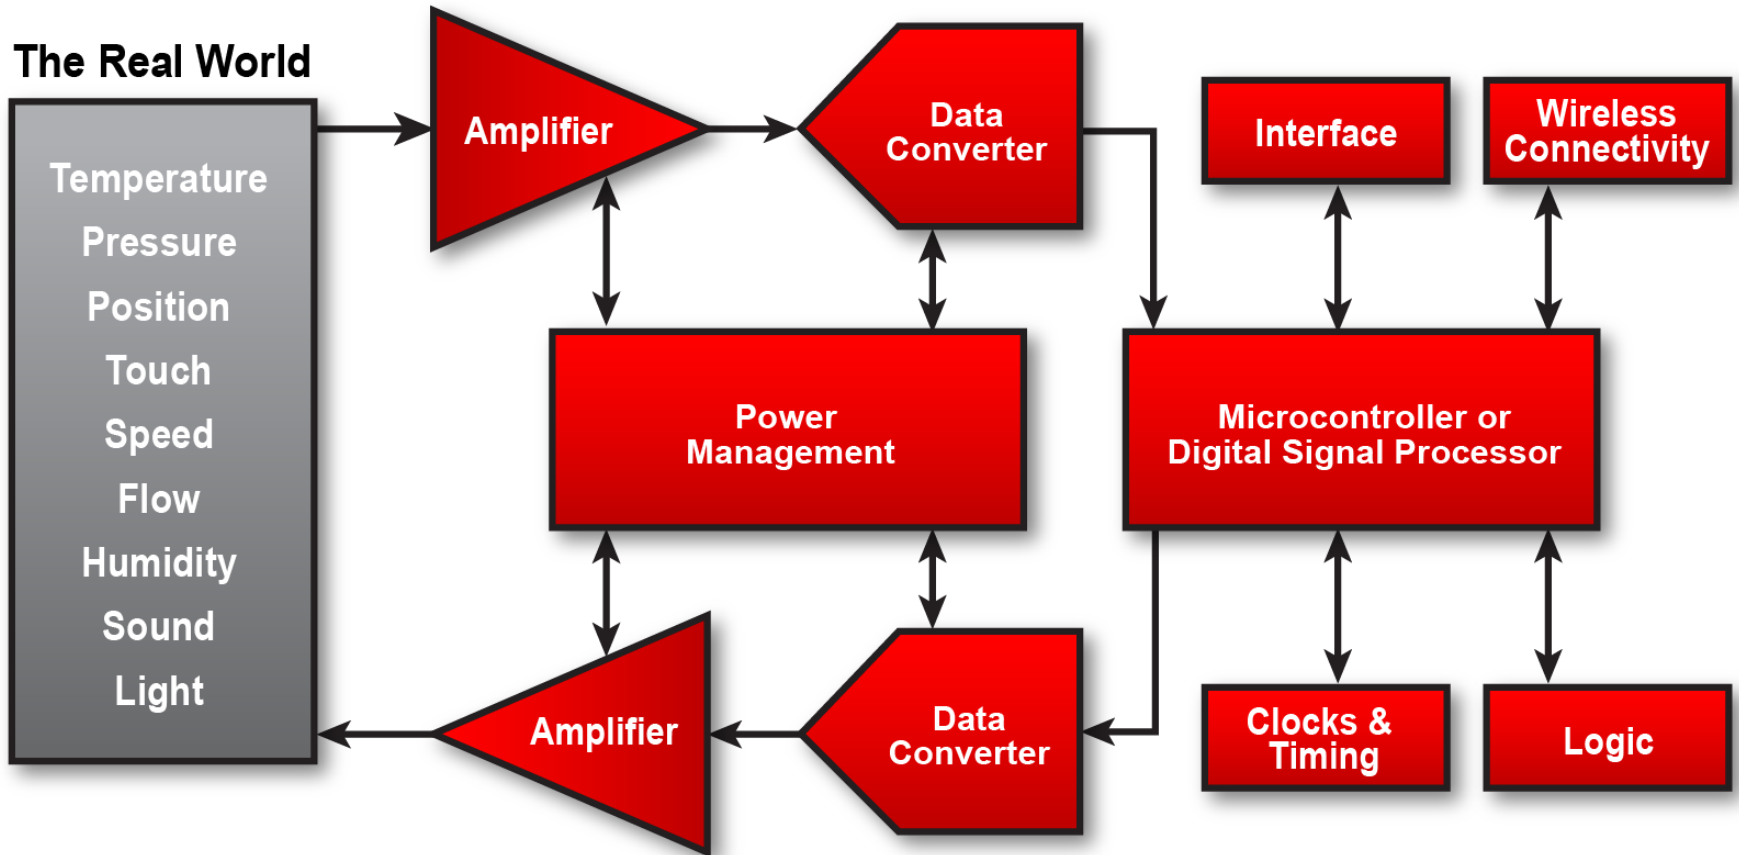 The Real World
Temperature
Pressure
Position
Touch
Speed
Flow
Humidity
Sound
Light
Amplifier
Data
Converter
Interface
Wireless
Connectivity
Power
Management
Microcontroller or
Digital Signal Processor
Amplifier
Data
Converter
Clocks &
Timing
Logic